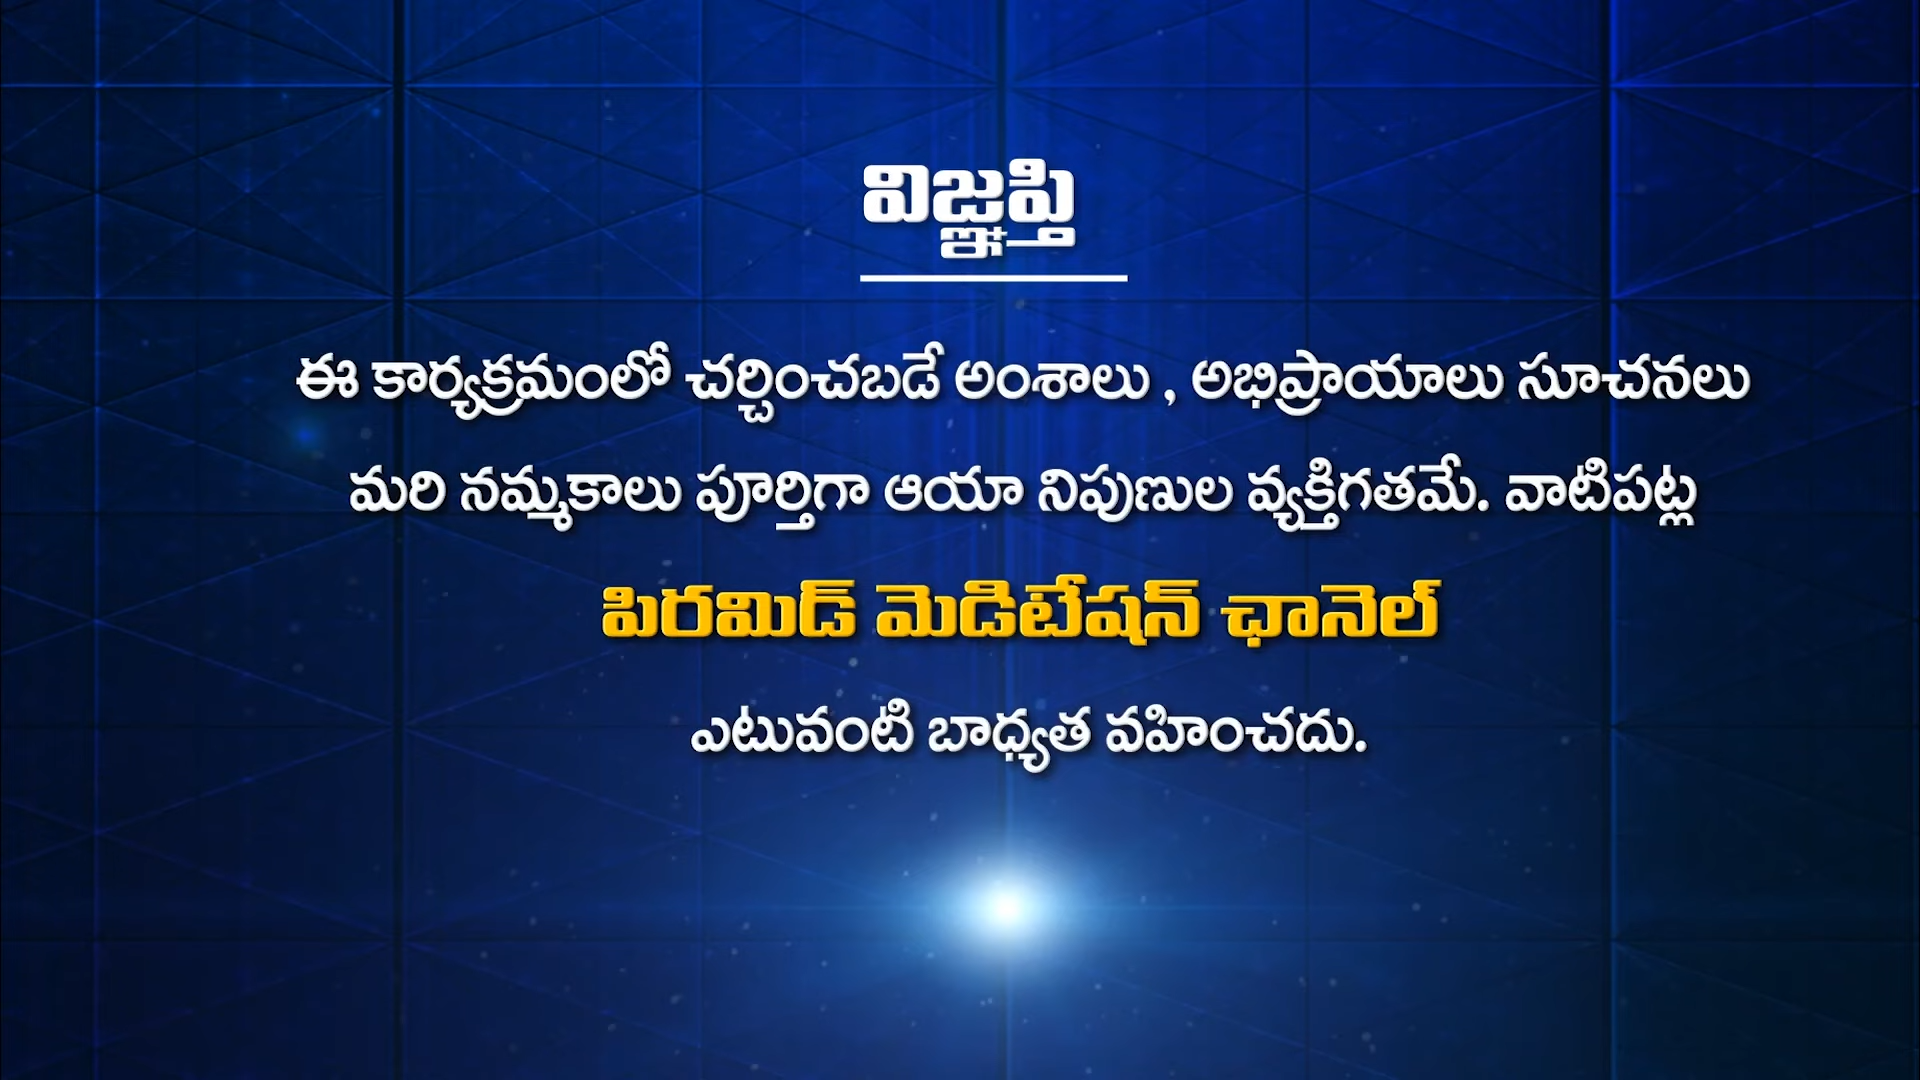 విజ్ఞప్తి
ఈ కార్యక్రమంలో చర్చించబడే అంశాలు , అభిప్రాయాలు సూచనలు
మరి నమ్మకాలు పూర్తిగా ఆయా నిపుణుల వ్యక్తిగతమే. వాటిపట్ల
పిరమిడ్ మెడిటేషన్ ఛానెల్
ఎటువంటి బాధ్యత వహించదు.